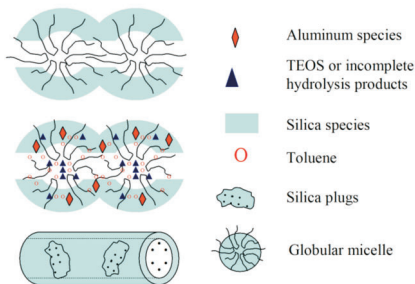 Aluminum species
TEOS or incomplete
hydrolysis products
Silica species
Toluene
Silica plugs
Globular micelle